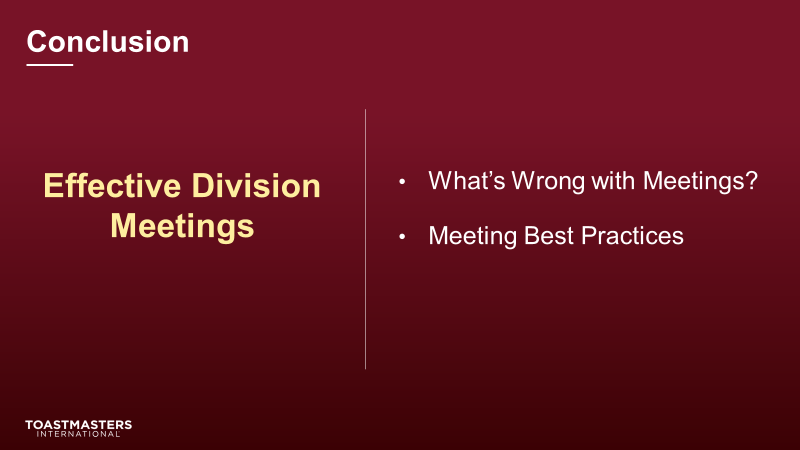 Conclusion
Effective Division
Meetings
• What’s Wrong with Meetings?
• Meeting Best Practices
TOASTMASTERS
INTERNATIONAL